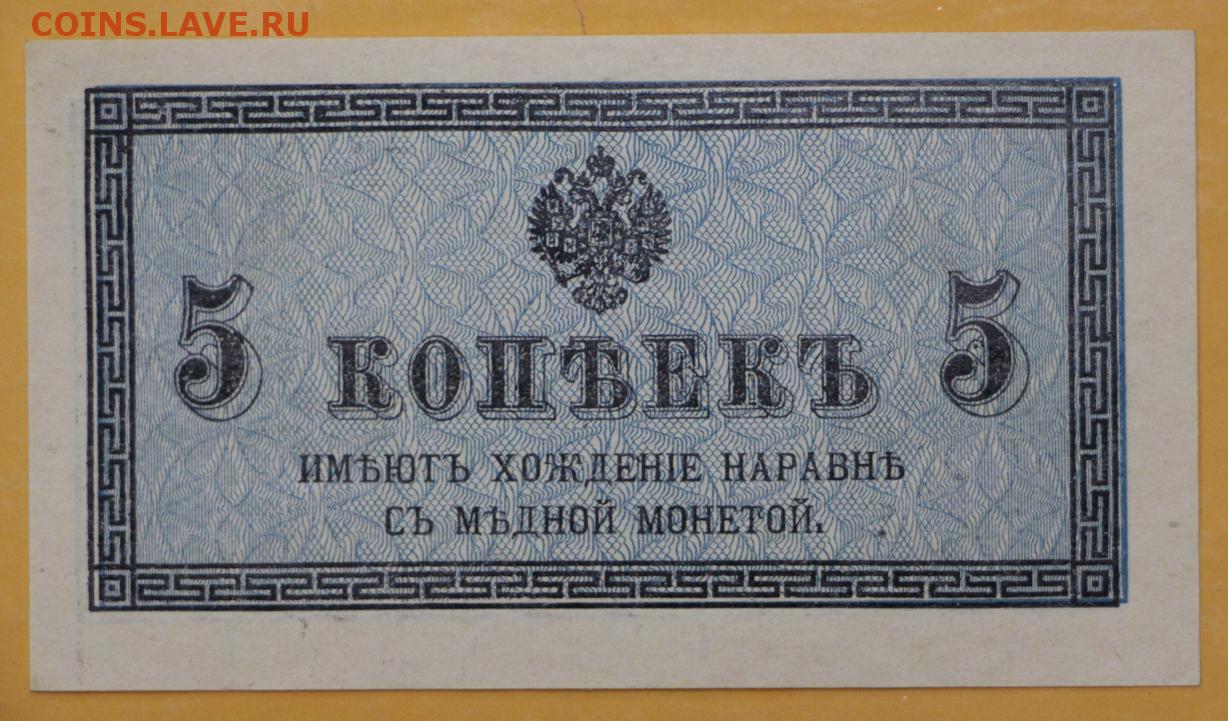 COINS.LAVE.RU
5 КОПѢЕКЪ 5
ИМѢЮТЪ ХОЖДЕНІЕ НАРАВНѢ
СЪ МѢДНОЙ МОНЕТОЙ.